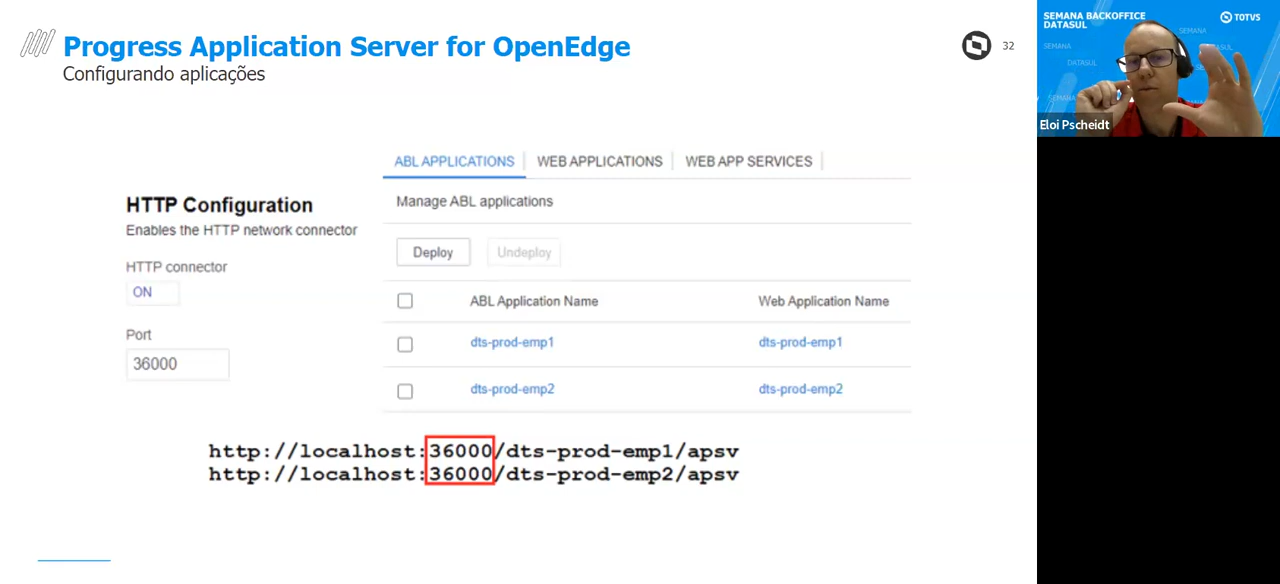 Progress Application Server for OpenEdge
Configurando aplicações
32
SEMANA BACKOFFICE
DATASUL
TOTVS
SEMANA
SEMANA
DATASUL
Eloi Pscheidt
ABL APPLICATIONS
WEB APPLICATIONS
WEB APP SERVICES
HTTP Configuration
Enables the HTTP network connector
HTTP connector
ON
Port
36000
Manage ABL applications
Deploy
Undeploy
ABL Application Name
Web Application Name
dts-prod-emp1
dts-prod-emp1
dts-prod-emp2
dts-prod-emp2
http://localhost:36000/dts-prod-emp1/apsv
http://localhost:36000/dts-prod-emp2/apsv